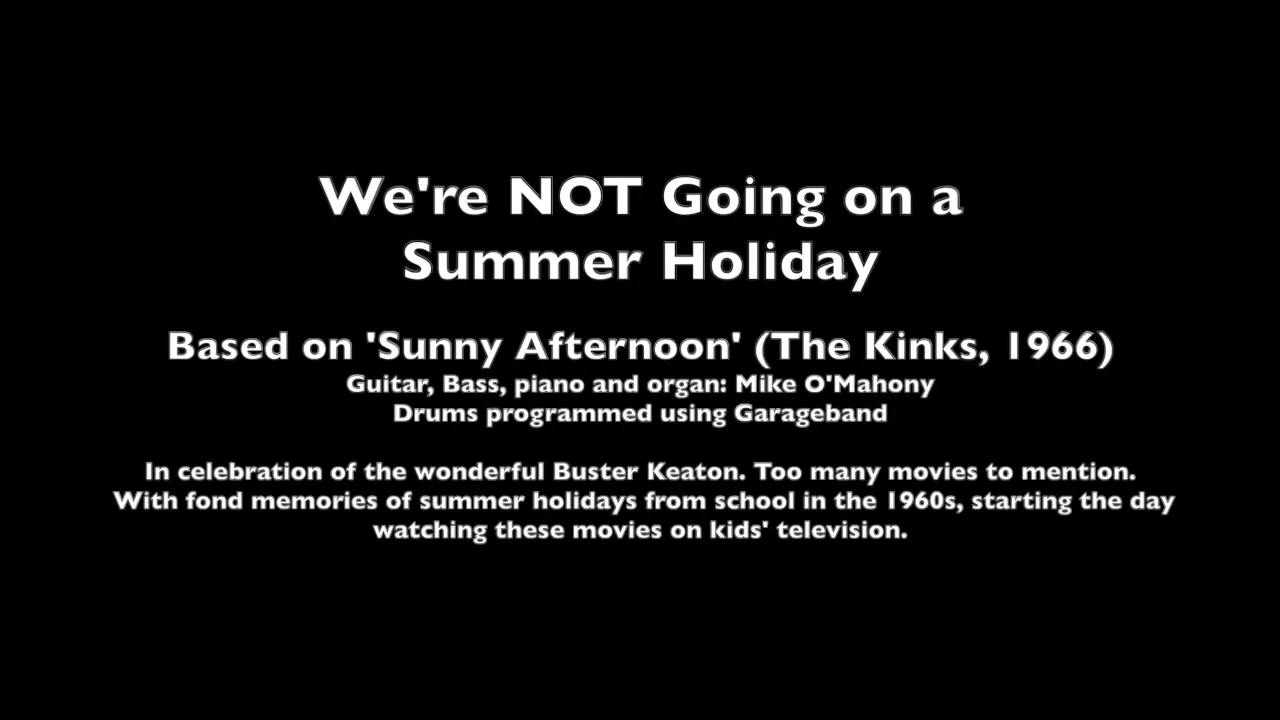 We're NOT Going on a
Summer Holiday
Based on 'Sunny Afternoon' (The Kinks, 1966)
Guitar, Bass, piano and organ: Mike O'Mahony
Drums programmed using Garageband
In celebration of the wonderful Buster Keaton. Too many movies to mention.
With fond memories of summer holidays from school in the 1960s, starting the day
watching these movies on kids' television.